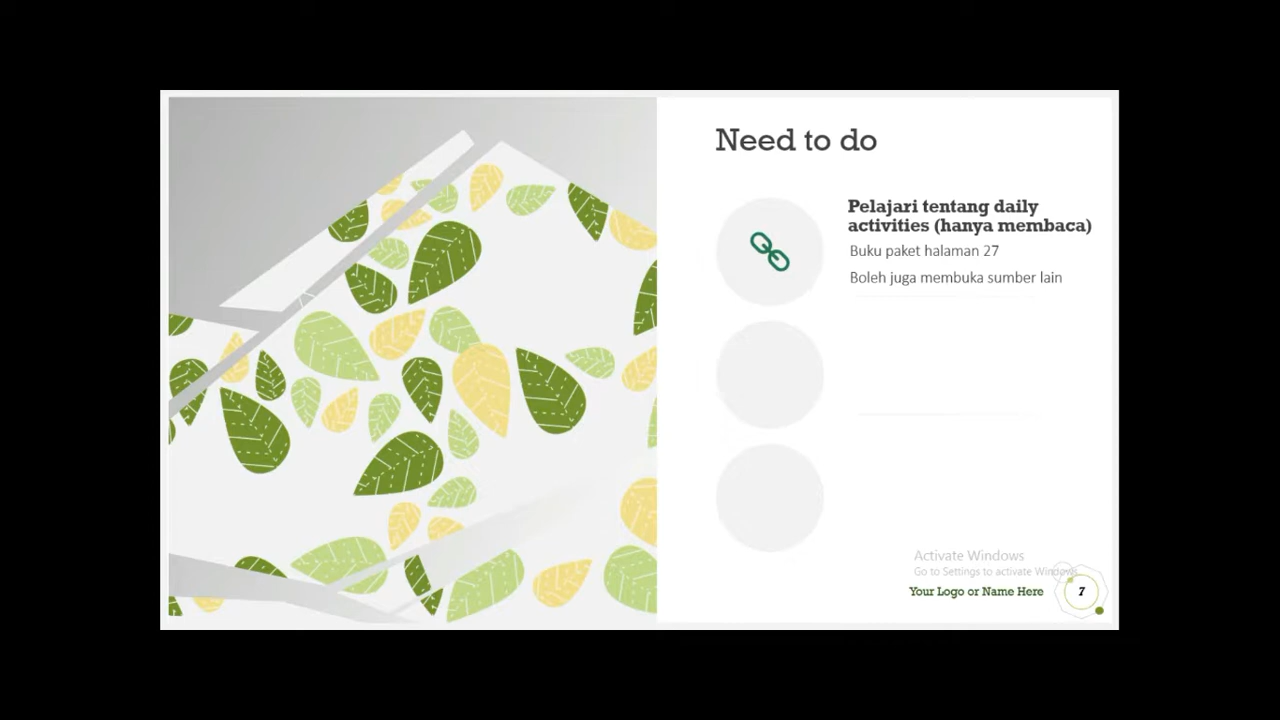 Need to do
Pelajari tentang daily
activities (hanya membaca)
Buku paket halaman 27
Boleh juga membuka sumber lain
Activate Windows
Go to Settings to activate Windows.
Your Logo or Name Here
7